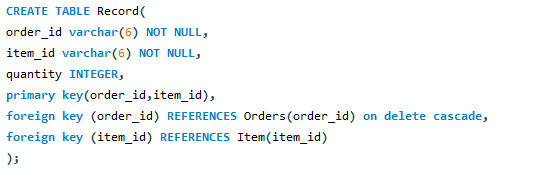 CREATE TABLE Record(
order_id varchar(6) NOT NULL,
item_id varchar(6) NOT NULL,
quantity INTEGER,
primary key(order_id,item_id),
foreign key (order_id) REFERENCES Orders(order_id) on delete cascade,
foreign key (item_id) REFERENCES Item(item_id)
);